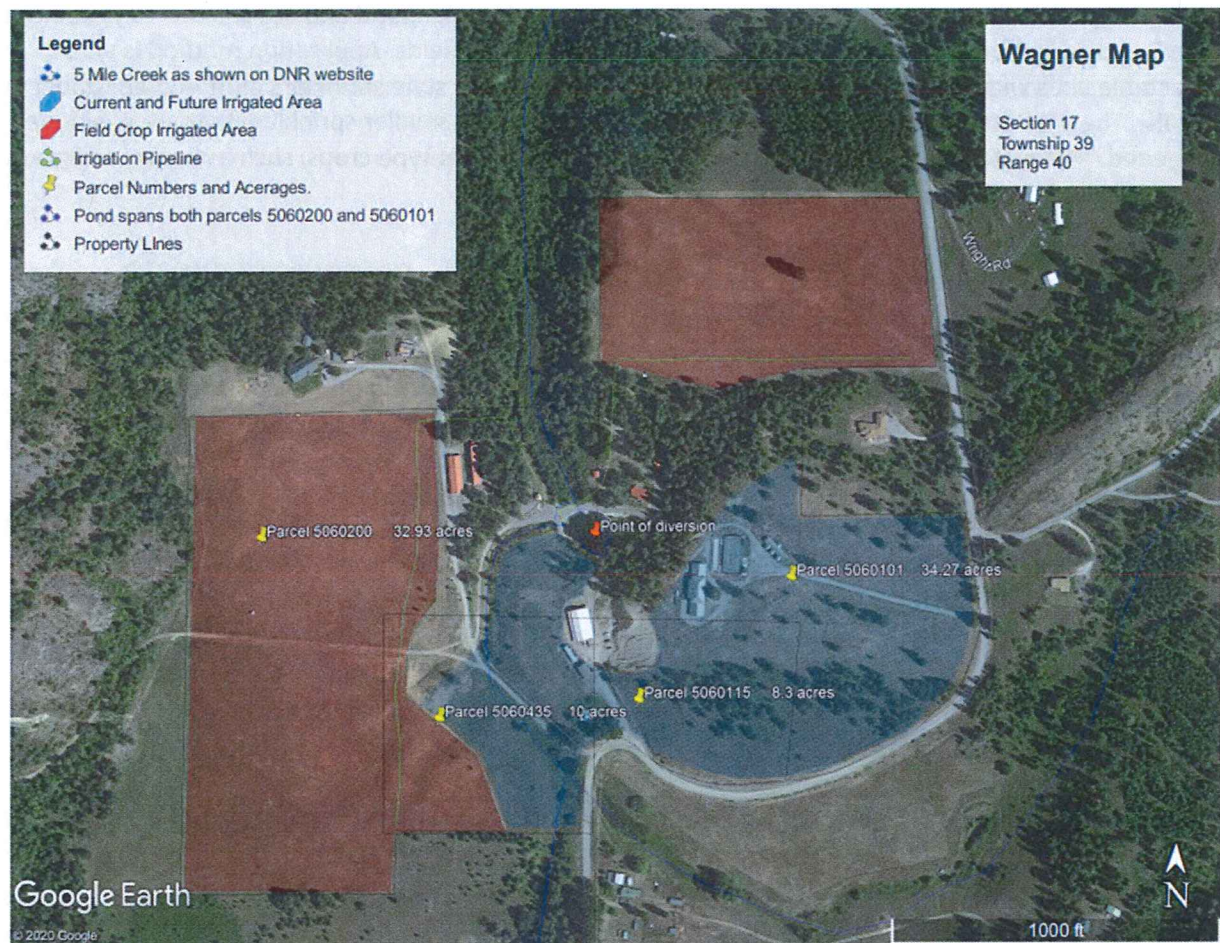 Legend
5 Mile Creek as shown on DNR website
Current and Future Irrigated Area
Field Crop Irrigated Area
Irrigation Pipeline
Parcel Numbers and Acerages.
Pond spans both parcels 5060200 and 5060101
Property Lines
Wagner Map
Section 17
Township 39
Range 40
Wright Rd
Parcel 5060200 32.93 acres
Point of diversion
Parcel 5060101 34.27 acres
Parcel 5060115 8.3 acres
Parcel 5060435 10 acres
Google Earth
© 2020 Google
N
1000 ft